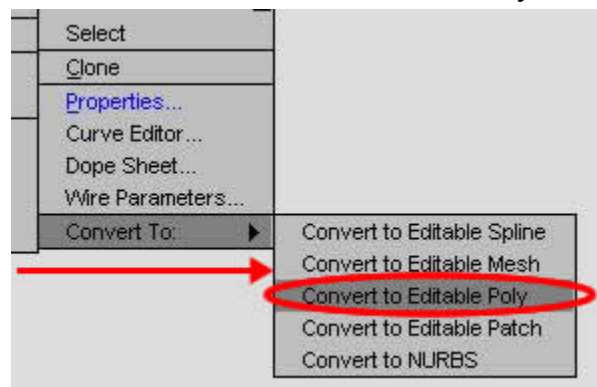 Select
Clone
Properties...
Curve Editor...
Dope Sheet...
Wire Parameters...
Convert To:
Convert to Editable Spline
Convert to Editable Mesh
Convert to Editable Poly
Convert to Editable Patch
Convert to NURBS